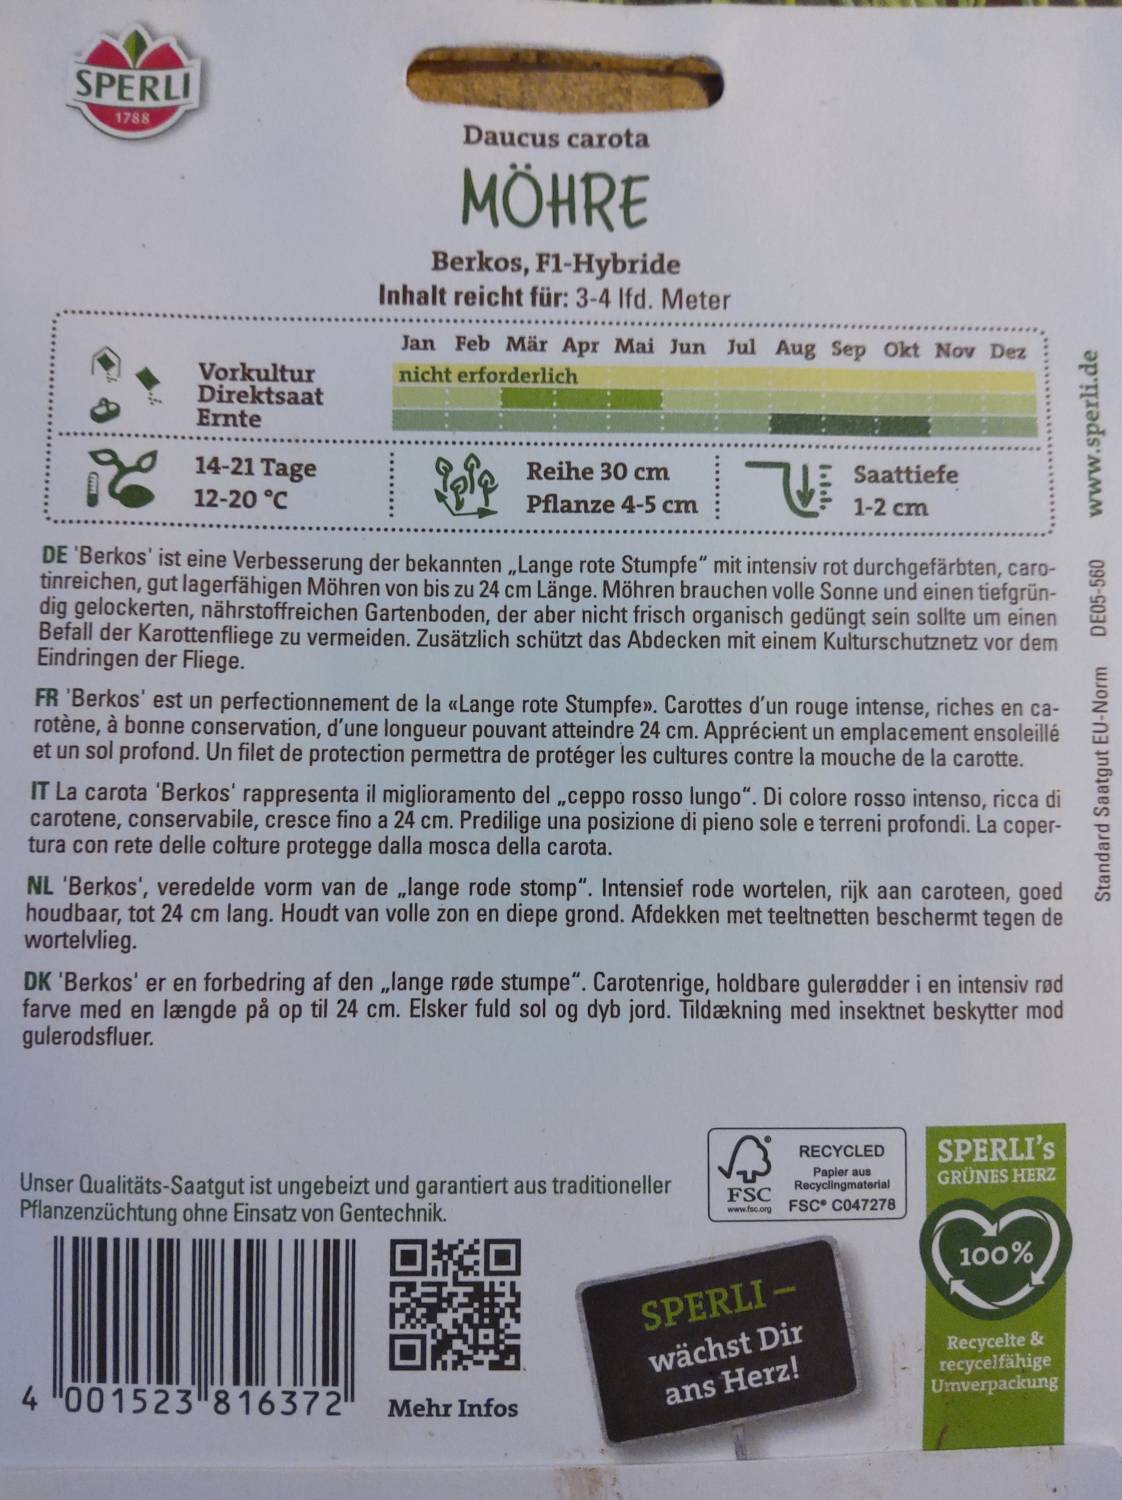 SPERLI
1788
Daucus carota
MÖHRE
Berkos, F1-Hybride
Inhalt reicht für: 3-4 lfd. Meter
Jan Feb Mär Apr Mai Jun Jul Aug Sep Okt Nov Dez
Vorkultur nicht erforderlich
Direktsaat
Ernte
14-21 Tage
12-20 °C
Reihe 30 cm
Pflanze 4-5 cm
Saattiefe
1-2 cm
DE 'Berkos' ist eine Verbesserung der bekannten „Lange rote Stumpfe“ mit intensiv rot durchgefärbten, caro-
tinreichen, gut lagerfähigen Möhren von bis zu 24 cm Länge. Möhren brauchen volle Sonne und einen tiefgrün-
dig gelockerten, nährstoffreichen Gartenboden, der aber nicht frisch organisch gedüngt sein sollte um einen
Befall der Karottenfliege zu vermeiden. Zusätzlich schützt das Abdecken mit einem Kulturschutznetz vor dem
Eindringen der Fliege.
FR 'Berkos' est un perfectionnement de la «Lange rote Stumpfe». Carottes d'un rouge intense, riches en ca-
rotène, à bonne conservation, d'une longueur pouvant atteindre 24 cm. Apprécient un emplacement ensoleillé
et un sol profond. Un filet de protection permettra de protéger les cultures contre la mouche de la carotte.
IT La carota 'Berkos' rappresenta il miglioramento del „ceppo rosso lungo“. Di colore rosso intenso, ricca di
carotene, conservabile, cresce fino a 24 cm. Predilige una posizione di pieno sole e terreni profondi. La coper-
tura con rete delle colture protegge dalla mosca della carota.
NL 'Berkos', veredelde vorm van de „lange rode stomp“. Intensief rode wortelen, rijk aan caroteen, goed
houdbaar, tot 24 cm lang. Houdt van volle zon en diepe grond. Afdekken met teeltnetten beschermt tegen de
wortelvlieg.
DK 'Berkos' er en forbedring af den „lange røde stumpe“. Carotenrige, holdbare gulerødder i en intensiv rød
farve med en længde på op til 24 cm. Elsker fuld sol og dyb jord. Tildækning med insektnet beskytter mod
gulerodsfluer.
www.sperli.de
Standard Saatgut EU-Norm DE05-560
Unser Qualitäts-Saatgut ist ungebeizt und garantiert aus traditioneller
Pflanzenzüchtung ohne Einsatz von Gentechnik.
4 001523 816372
Mehr Infos
FSC
www.fsc.org
RECYCLED
Papier aus
Recyclingmaterial
FSC® C047278
SPERLI –
wächst Dir
ans Herz!
SPERLI's
GRÜNES HERZ
100%
Recycelte &
recycelfähige
Umverpackung